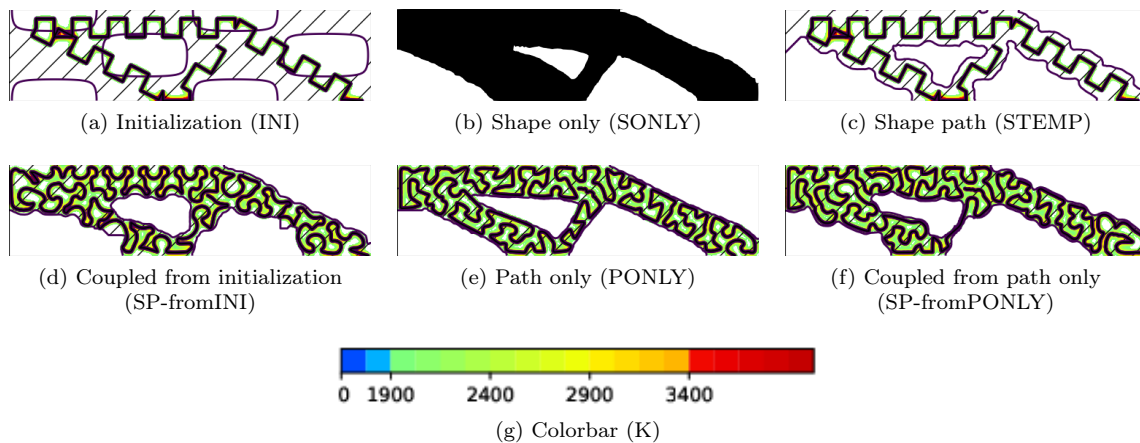 (a) Initialization (INI)
(b) Shape only (SONLY)
(c) Shape path (STEMP)
(d) Coupled from initialization
(SP-fromINI)
(e) Path only (PONLY)
(f) Coupled from path only
(SP-fromPONLY)
0 1900 2400 2900 3400
(g) Colorbar (K)